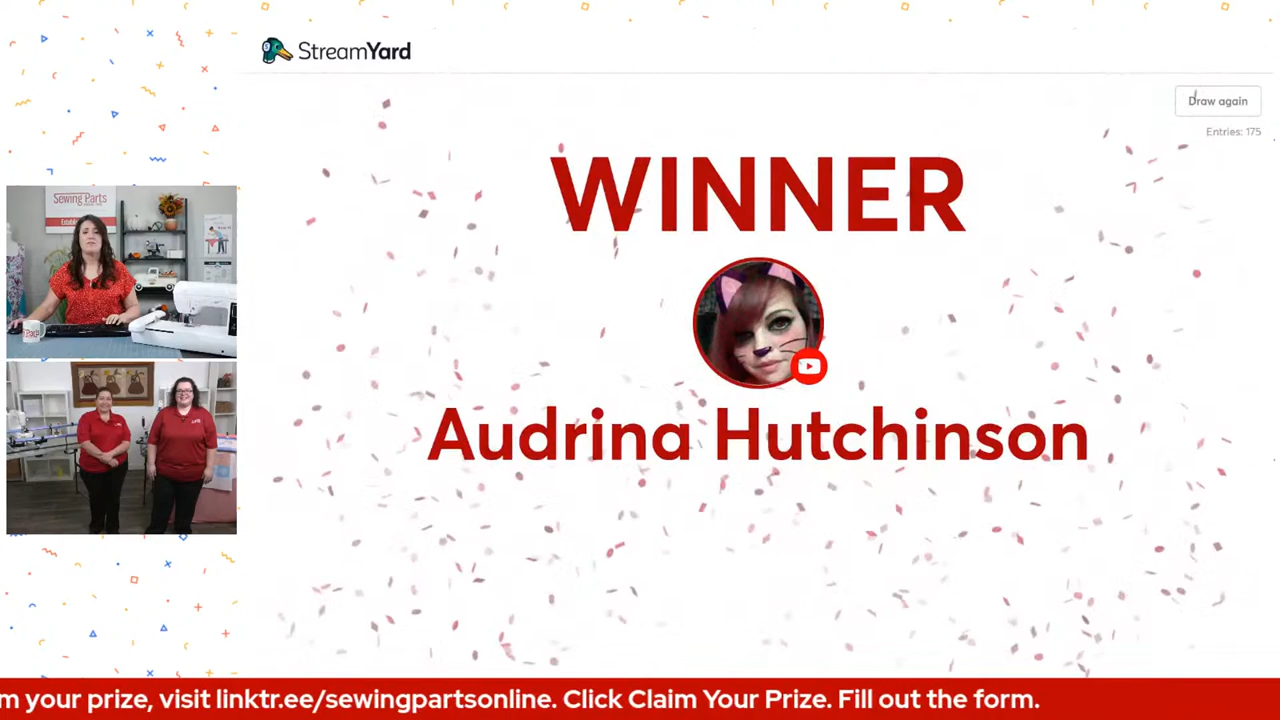 StreamYard
Draw again
Entries: 175
WINNER
Audrina Hutchinson
Sewing Parts
m your prize, visit linktr.ee/sewingpartsonline. Click Claim Your Prize. Fill out the form.